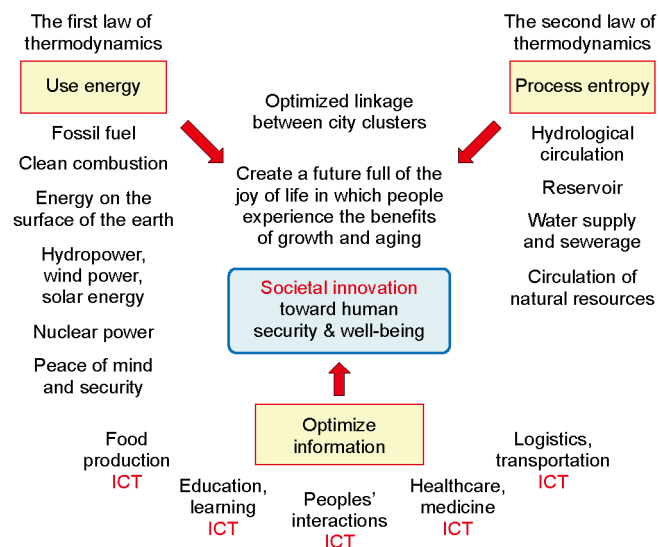 The first law of
thermodynamics
Use energy
Fossil fuel
Clean combustion
Energy on the
surface of the earth
Hydropower,
wind power,
solar energy
Nuclear power
Peace of mind
and security
Optimized linkage
between city clusters
Create a future full of the
joy of life in which people
experience the benefits
of growth and aging
Societal innovation
toward human
security & well-being
The second law of
thermodynamics
Process entropy
Hydrological
circulation
Reservoir
Water supply
and sewerage
Circulation of
natural resources
Optimize
information
Food
production
ICT
Education,
learning
ICT
Peoples'
interactions
ICT
Healthcare,
medicine
ICT
Logistics,
transportation
ICT